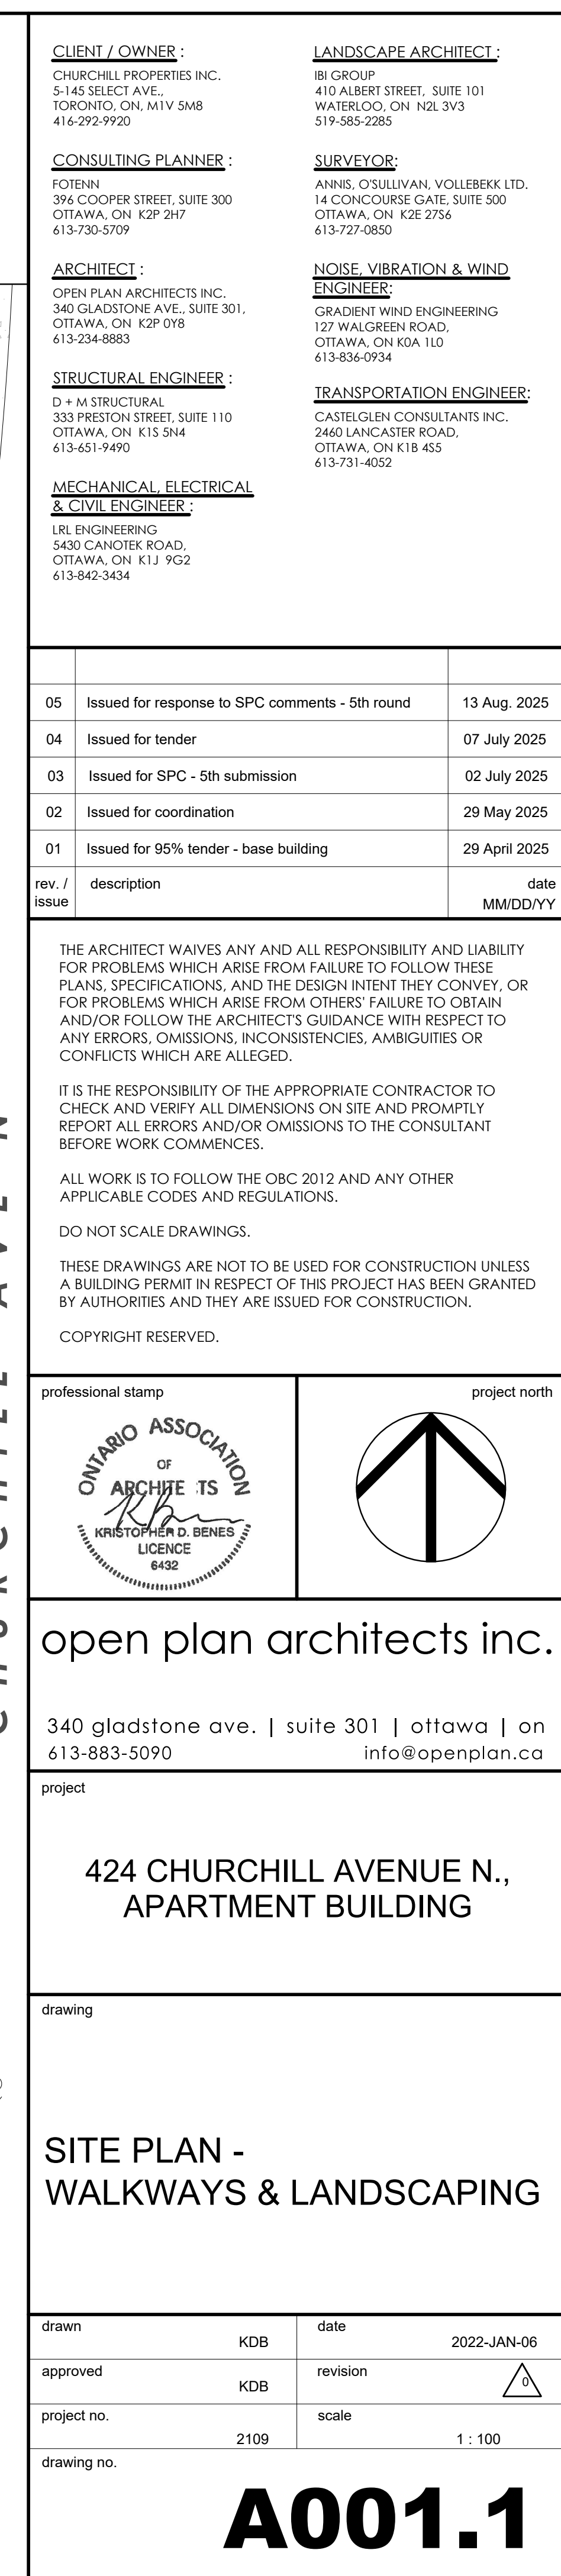 CLIENT / OWNER :
CHURCHILL PROPERTIES INC.
5-145 SELECT AVE.,
TORONTO, ON, M1V 5M8
416-292-9920
CONSULTING PLANNER :
FOTENN
396 COOPER STREET, SUITE 300
OTTAWA, ON K2P 2H7
613-730-5709
ARCHITECT :
OPEN PLAN ARCHITECTS INC.
340 GLADSTONE AVE., SUITE 301,
OTTAWA, ON K2P 0Y8
613-234-8883
STRUCTURAL ENGINEER :
D + M STRUCTURAL
333 PRESTON STREET, SUITE 110
OTTAWA, ON K1S 5N4
613-651-9490
MECHANICAL, ELECTRICAL
& CIVIL ENGINEER :
LRL ENGINEERING
5430 CANOTEK ROAD,
OTTAWA, ON K1J 9G2
613-842-3434
LANDSCAPE ARCHITECT :
IBI GROUP
410 ALBERT STREET, SUITE 101
WATERLOO, ON N2L 3V3
519-585-2285
SURVEYOR:
ANNIS, O'SULLIVAN, VOLLEBEKK LTD.
14 CONCOURSE GATE, SUITE 500
OTTAWA, ON K2E 27S6
613-727-0850
NOISE, VIBRATION & WIND
ENGINEER:
GRADIENT WIND ENGINEERING
127 WALGREEN ROAD,
OTTAWA, ON K0A 1L0
613-836-0934
TRANSPORTATION ENGINEER:
CASTELGLEN CONSULTANTS INC.
2460 LANCASTER ROAD,
OTTAWA, ON K1B 4S5
613-731-4052
05 Issued for response to SPC comments - 5th round 13 Aug. 2025
04 Issued for tender 07 July 2025
03 Issued for SPC - 5th submission 02 July 2025
02 Issued for coordination 29 May 2025
01 Issued for 95% tender - base building 29 April 2025
rev. / description date
issue MM/DD/YY
THE ARCHITECT WAIVES ANY AND ALL RESPONSIBILITY AND LIABILITY
FOR PROBLEMS WHICH ARISE FROM FAILURE TO FOLLOW THESE
PLANS, SPECIFICATIONS, AND THE DESIGN INTENT THEY CONVEY, OR
FOR PROBLEMS WHICH ARISE FROM OTHERS' FAILURE TO OBTAIN
AND/OR FOLLOW THE ARCHITECT'S GUIDANCE WITH RESPECT TO
ANY ERRORS, OMISSIONS, INCONSISTENCIES, AMBIGUITIES OR
CONFLICTS WHICH ARE ALLEGED.
IT IS THE RESPONSIBILITY OF THE APPROPRIATE CONTRACTOR TO
CHECK AND VERIFY ALL DIMENSIONS ON SITE AND PROMPTLY
REPORT ALL ERRORS AND/OR OMISSIONS TO THE CONSULTANT
BEFORE WORK COMMENCES.
ALL WORK IS TO FOLLOW THE OBC 2012 AND ANY OTHER
APPLICABLE CODES AND REGULATIONS.
DO NOT SCALE DRAWINGS.
THESE DRAWINGS ARE NOT TO BE USED FOR CONSTRUCTION UNLESS
A BUILDING PERMIT IN RESPECT OF THIS PROJECT HAS BEEN GRANTED
BY AUTHORITIES AND THEY ARE ISSUED FOR CONSTRUCTION.
COPYRIGHT RESERVED.
professional stamp
ONTARIO ASSOCIATION
OF
ARCHITE TS
KRISTOPHER D. BENES
LICENCE
6432
project north
open plan architects inc.
340 gladstone ave. | suite 301 | ottawa | on
613-883-5090 info@openplan.ca
project
424 CHURCHILL AVENUE N.,
APARTMENT BUILDING
drawing
SITE PLAN -
WALKWAYS & LANDSCAPING
drawn KDB
date 2022-JAN-06
approved KDB
revision 0
project no. 2109
scale 1 : 100
drawing no.
A001.1